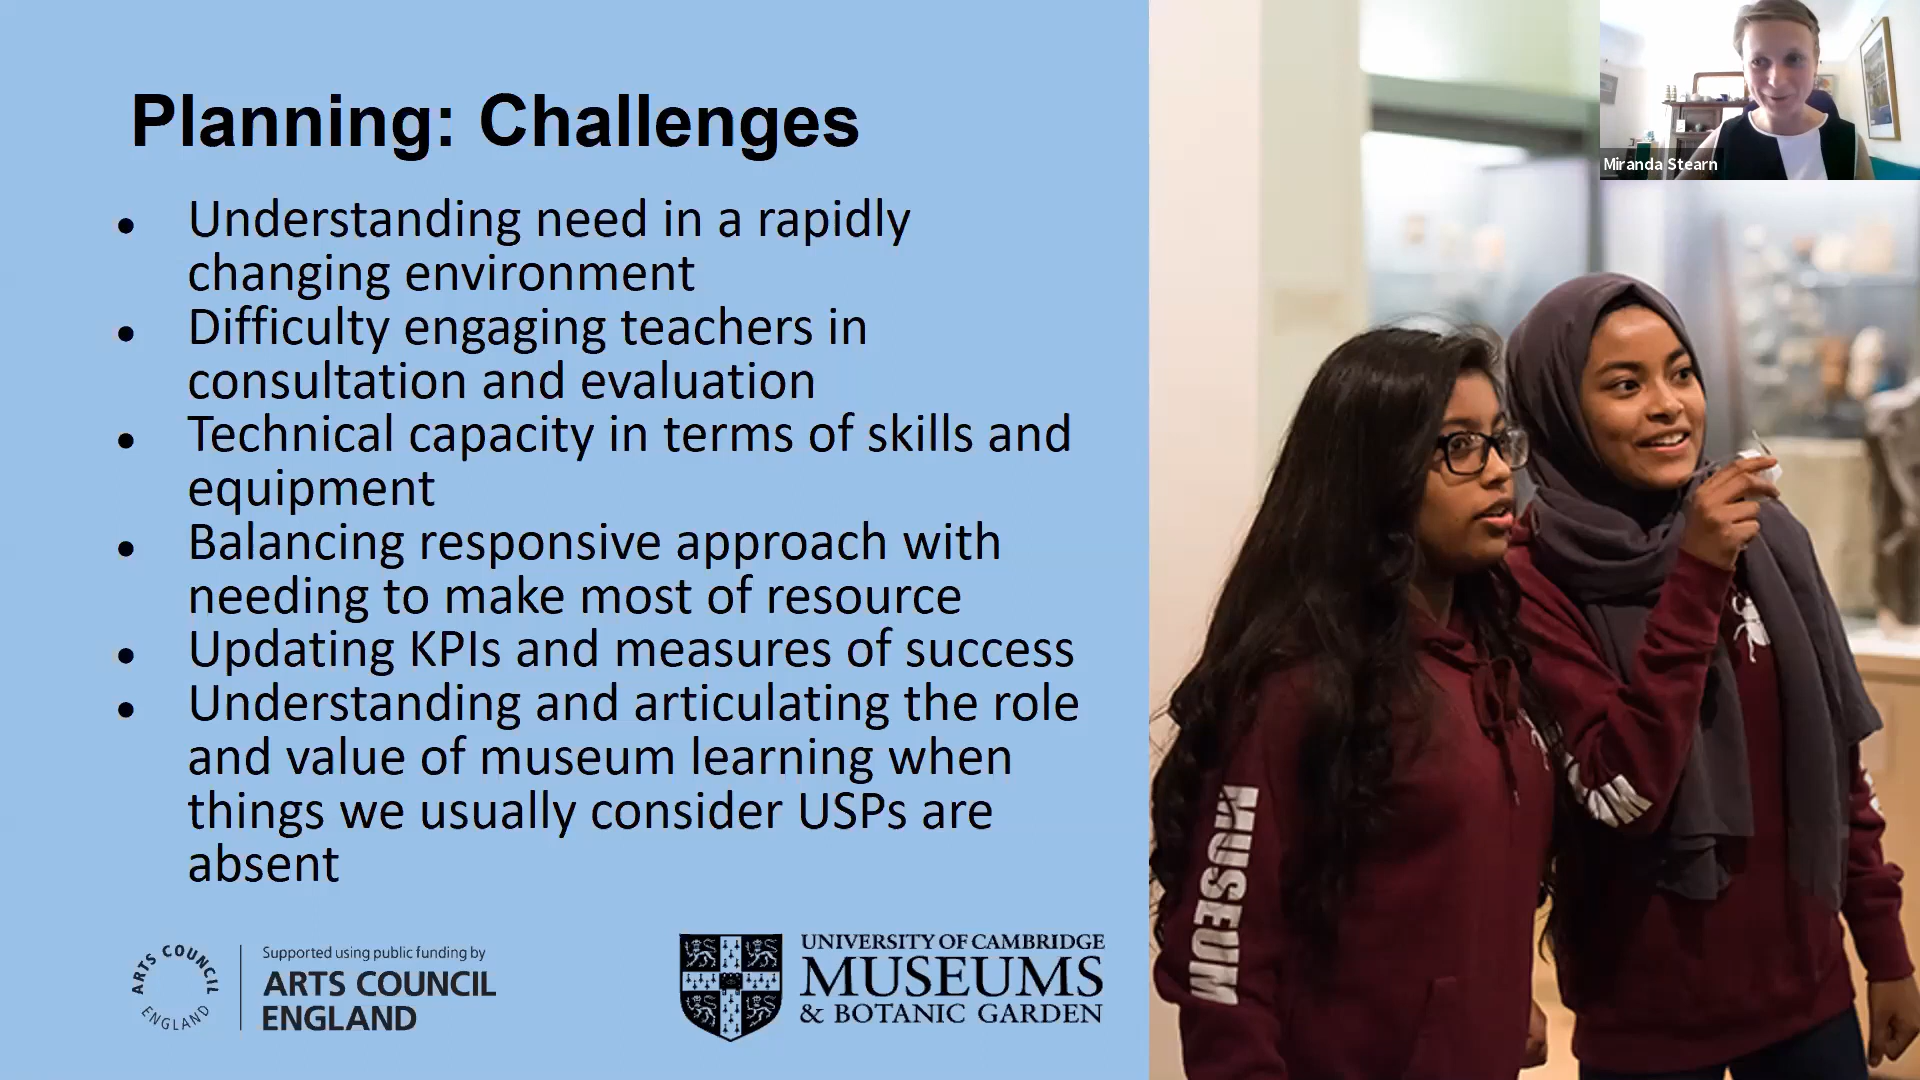 Planning: Challenges
Miranda Stearn
• Understanding need in a rapidly
changing environment
• Difficulty engaging teachers in
consultation and evaluation
• Technical capacity in terms of skills and
equipment
• Balancing responsive approach with
needing to make most of resource
• Updating KPIs and measures of success
• Understanding and articulating the role
and value of museum learning when
things we usually consider USPs are
absent
MUSEUM
ARTS COUNCIL
ENGLAND
Supported using public funding by
ARTS COUNCIL
ENGLAND
UNIVERSITY OF CAMBRIDGE
MUSEUMS
& BOTANIC GARDEN